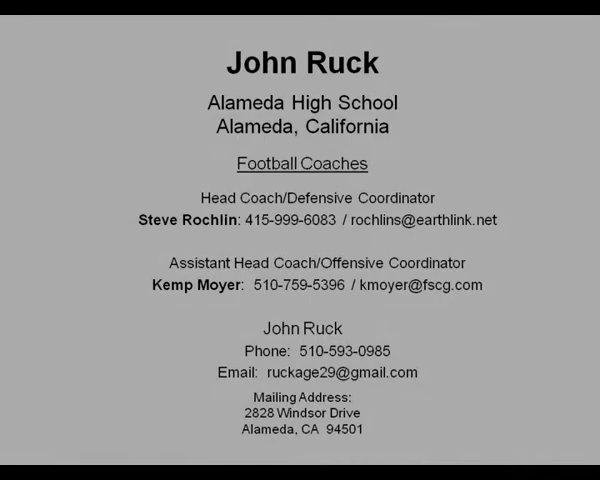 John Ruck
Alameda High School
Alameda, California
Football Coaches
Head Coach/Defensive Coordinator
Steve Rochlin: 415-999-6083 / rochlins@earthlink.net
Assistant Head Coach/Offensive Coordinator
Kemp Moyer: 510-759-5396 / kmoyer@fscg.com
John Ruck
Phone: 510-593-0985
Email: ruckage29@gmail.com
Mailing Address:
2828 Windsor Drive
Alameda, CA 94501